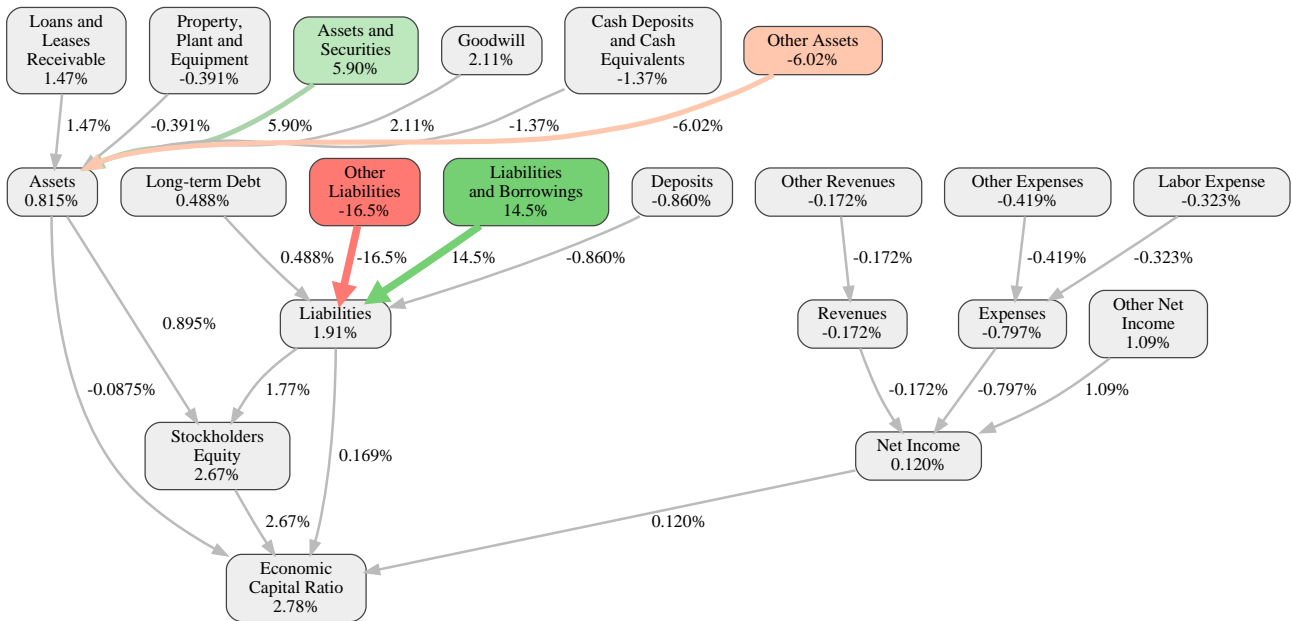 Loans and
Leases
Receivable
1.47%
Property,
Plant and
Equipment
-0.391%
Assets and
Securities
5.90%
Goodwill
2.11%
Cash Deposits
and Cash
Equivalents
-1.37%
Other Assets
-6.02%
1.47%
-0.391%
5.90%
2.11%
-1.37%
-6.02%
Assets
0.815%
Long-term Debt
0.488%
Other
Liabilities
-16.5%
Liabilities
and Borrowings
14.5%
Deposits
-0.860%
Other Revenues
-0.172%
Other Expenses
-0.419%
Labor Expense
-0.323%
0.488%
-16.5%
14.5%
-0.860%
-0.172%
-0.419%
-0.323%
Liabilities
1.91%
Revenues
-0.172%
Expenses
-0.797%
Other Net
Income
1.09%
0.895%
-0.0875%
1.77%
-0.172%
-0.797%
1.09%
Stockholders
Equity
2.67%
0.169%
Net Income
0.120%
2.67%
0.120%
Economic
Capital Ratio
2.78%